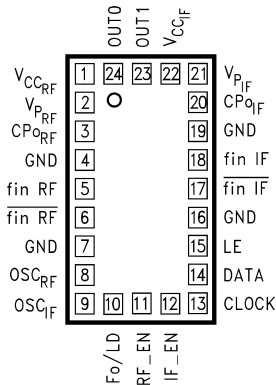 OUT0
OUT1
VCCIF
VCCRF 1 24 23 22 21 VPIF
VPRF 2 20 CPoIF
CPoRF 3 19 GND
GND 4 18 fin IF
fin RF 5 17 fin IF
fin RF 6 16 GND
GND 7 15 LE
OSCRF 8 14 DATA
OSCIF 9 10 11 12 13 CLOCK
Fo/LD
RF_EN
IF_EN